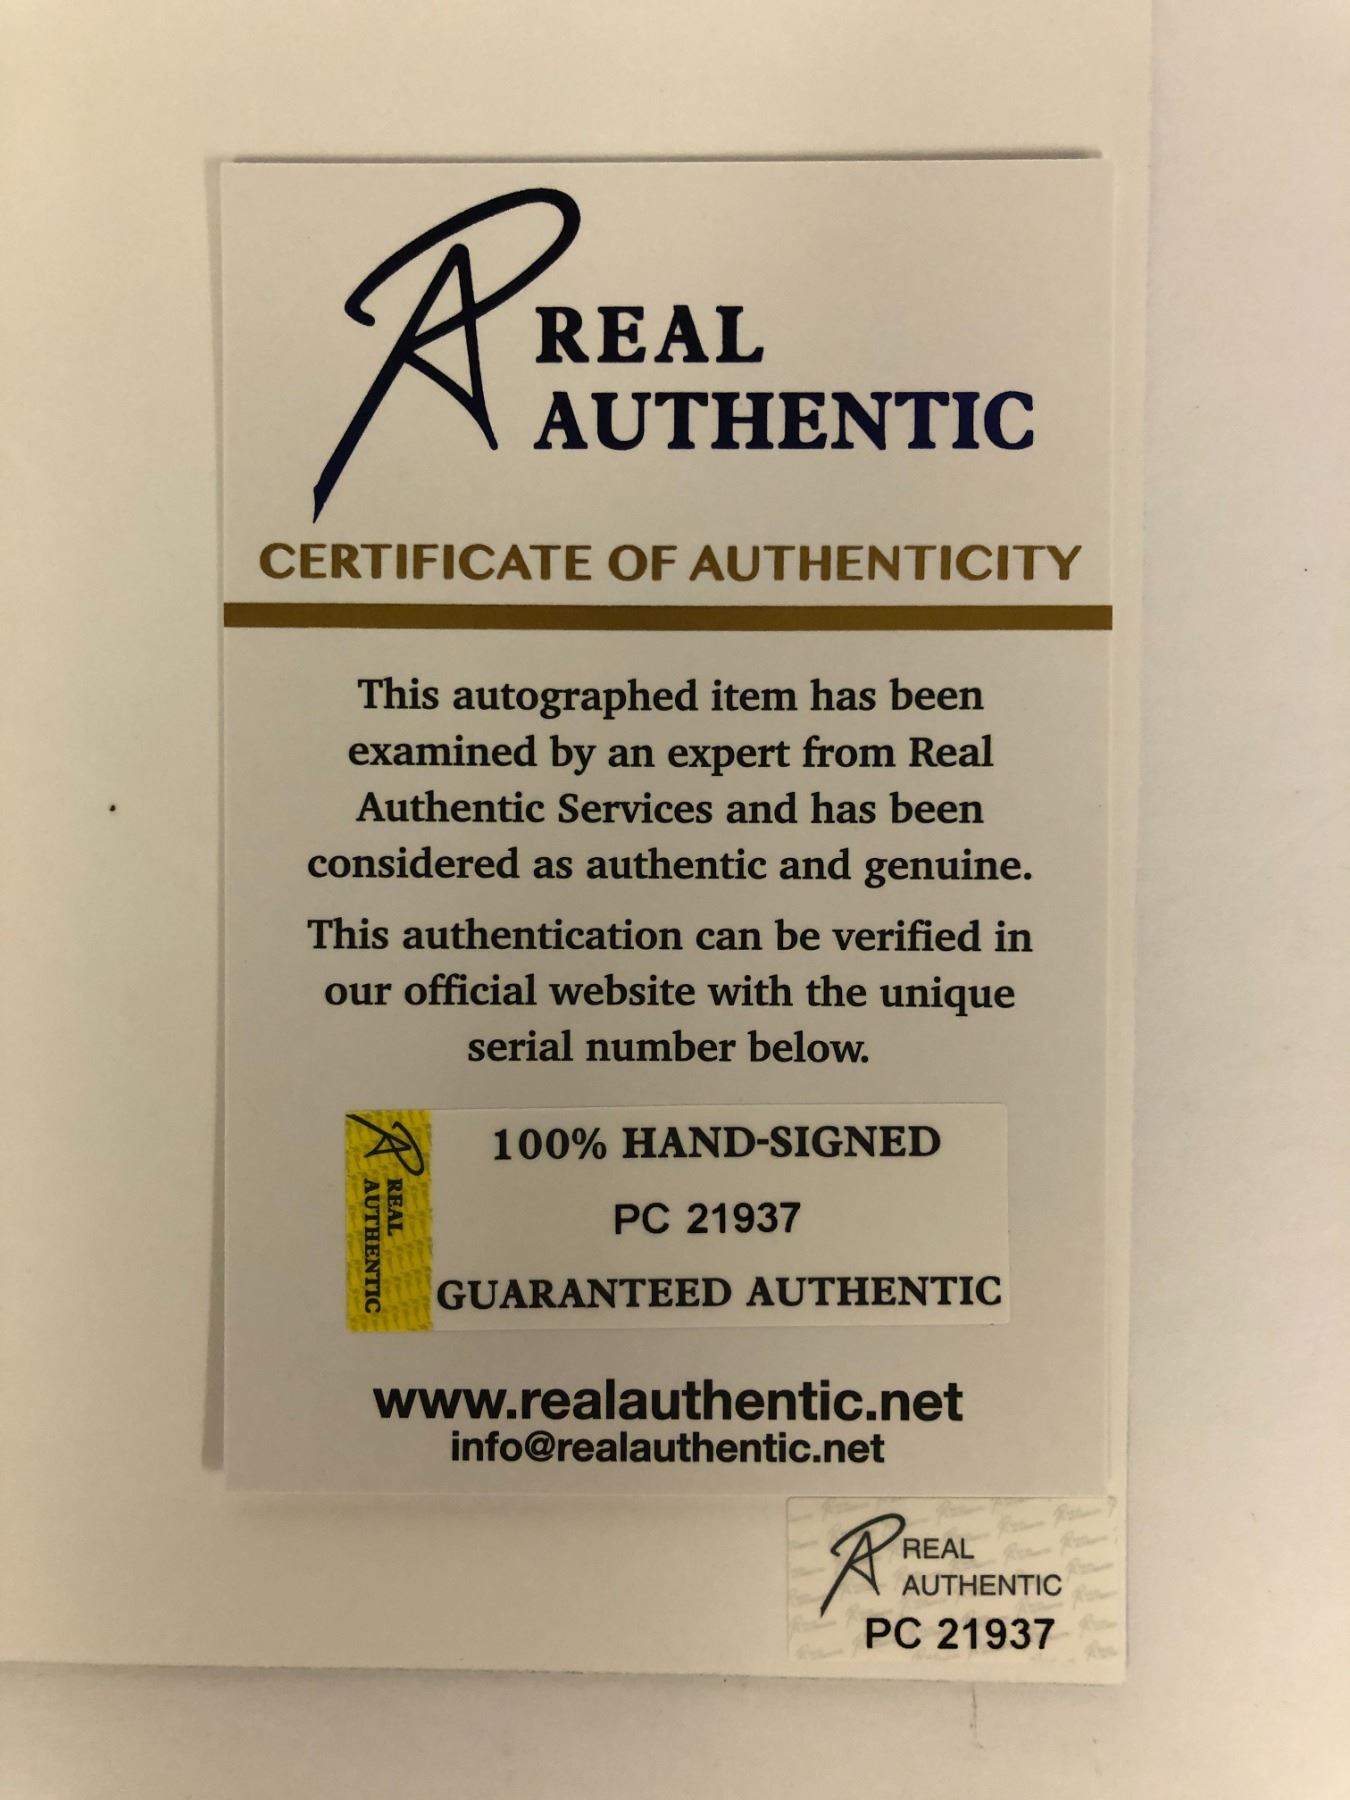 REAL
AUTHENTIC
CERTIFICATE OF AUTHENTICITY
This autographed item has been
examined by an expert from Real
Authentic Services and has been
considered as authentic and genuine.
This authentication can be verified in
our official website with the unique
serial number below.
REAL
AUTHENTIC
100% HAND-SIGNED
PC 21937
GUARANTEED AUTHENTIC
www.realauthentic.net
info@realauthentic.net
REAL
AUTHENTIC
PC 21937